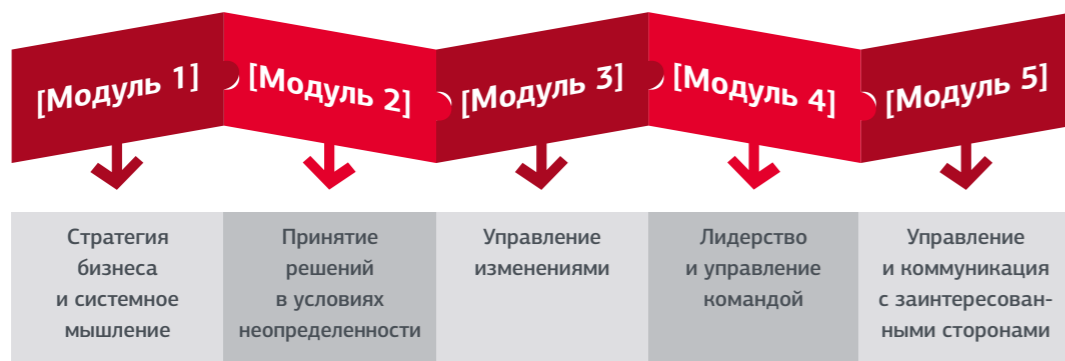 [Модуль 1]
[Модуль 2]
[Модуль 3]
[Модуль 4]
[Модуль 5]
Стратегия
бизнеса
и системное
мышление
Принятие
решений
в условиях
неопределенности
Управление
изменениями
Лидерство
и управление
командой
Управление
и коммуникация
с заинтересован-
ными сторонами